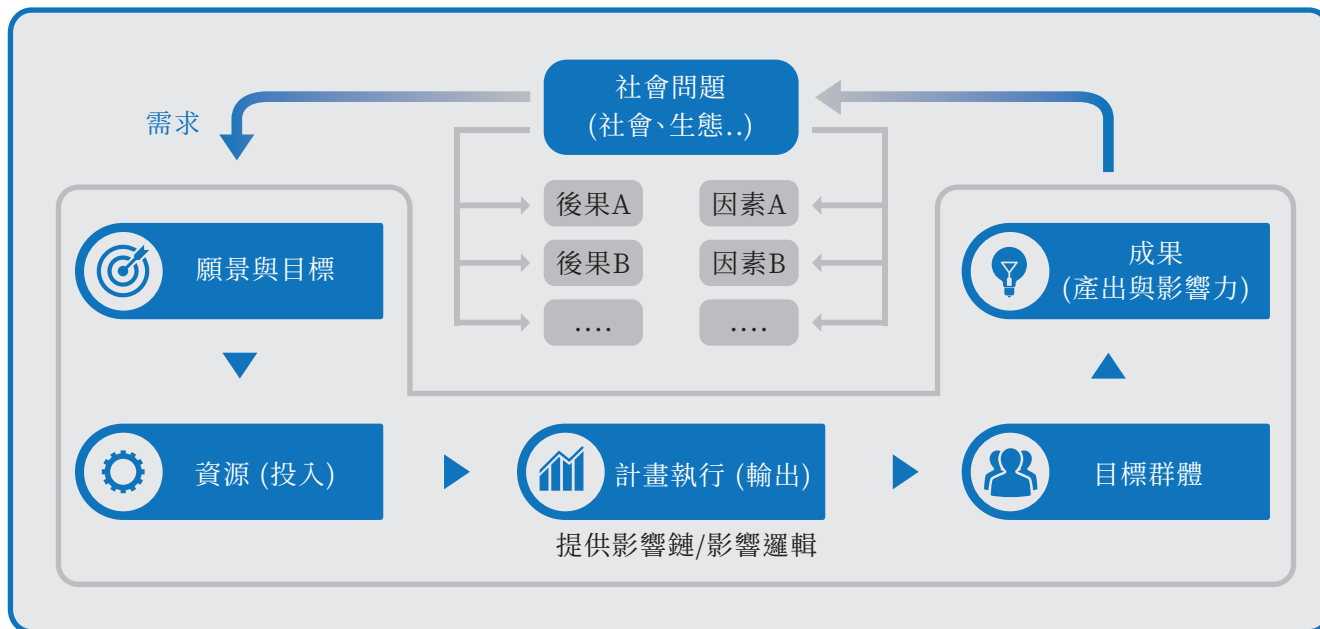 社會問題
(社會、生態..)
需求
後果A
因素A
後果B
因素B
....
....
願景與目標
成果
(產出與影響力)
資源 (投入)
計畫執行 (輸出)
目標群體
提供影響鏈/影響邏輯